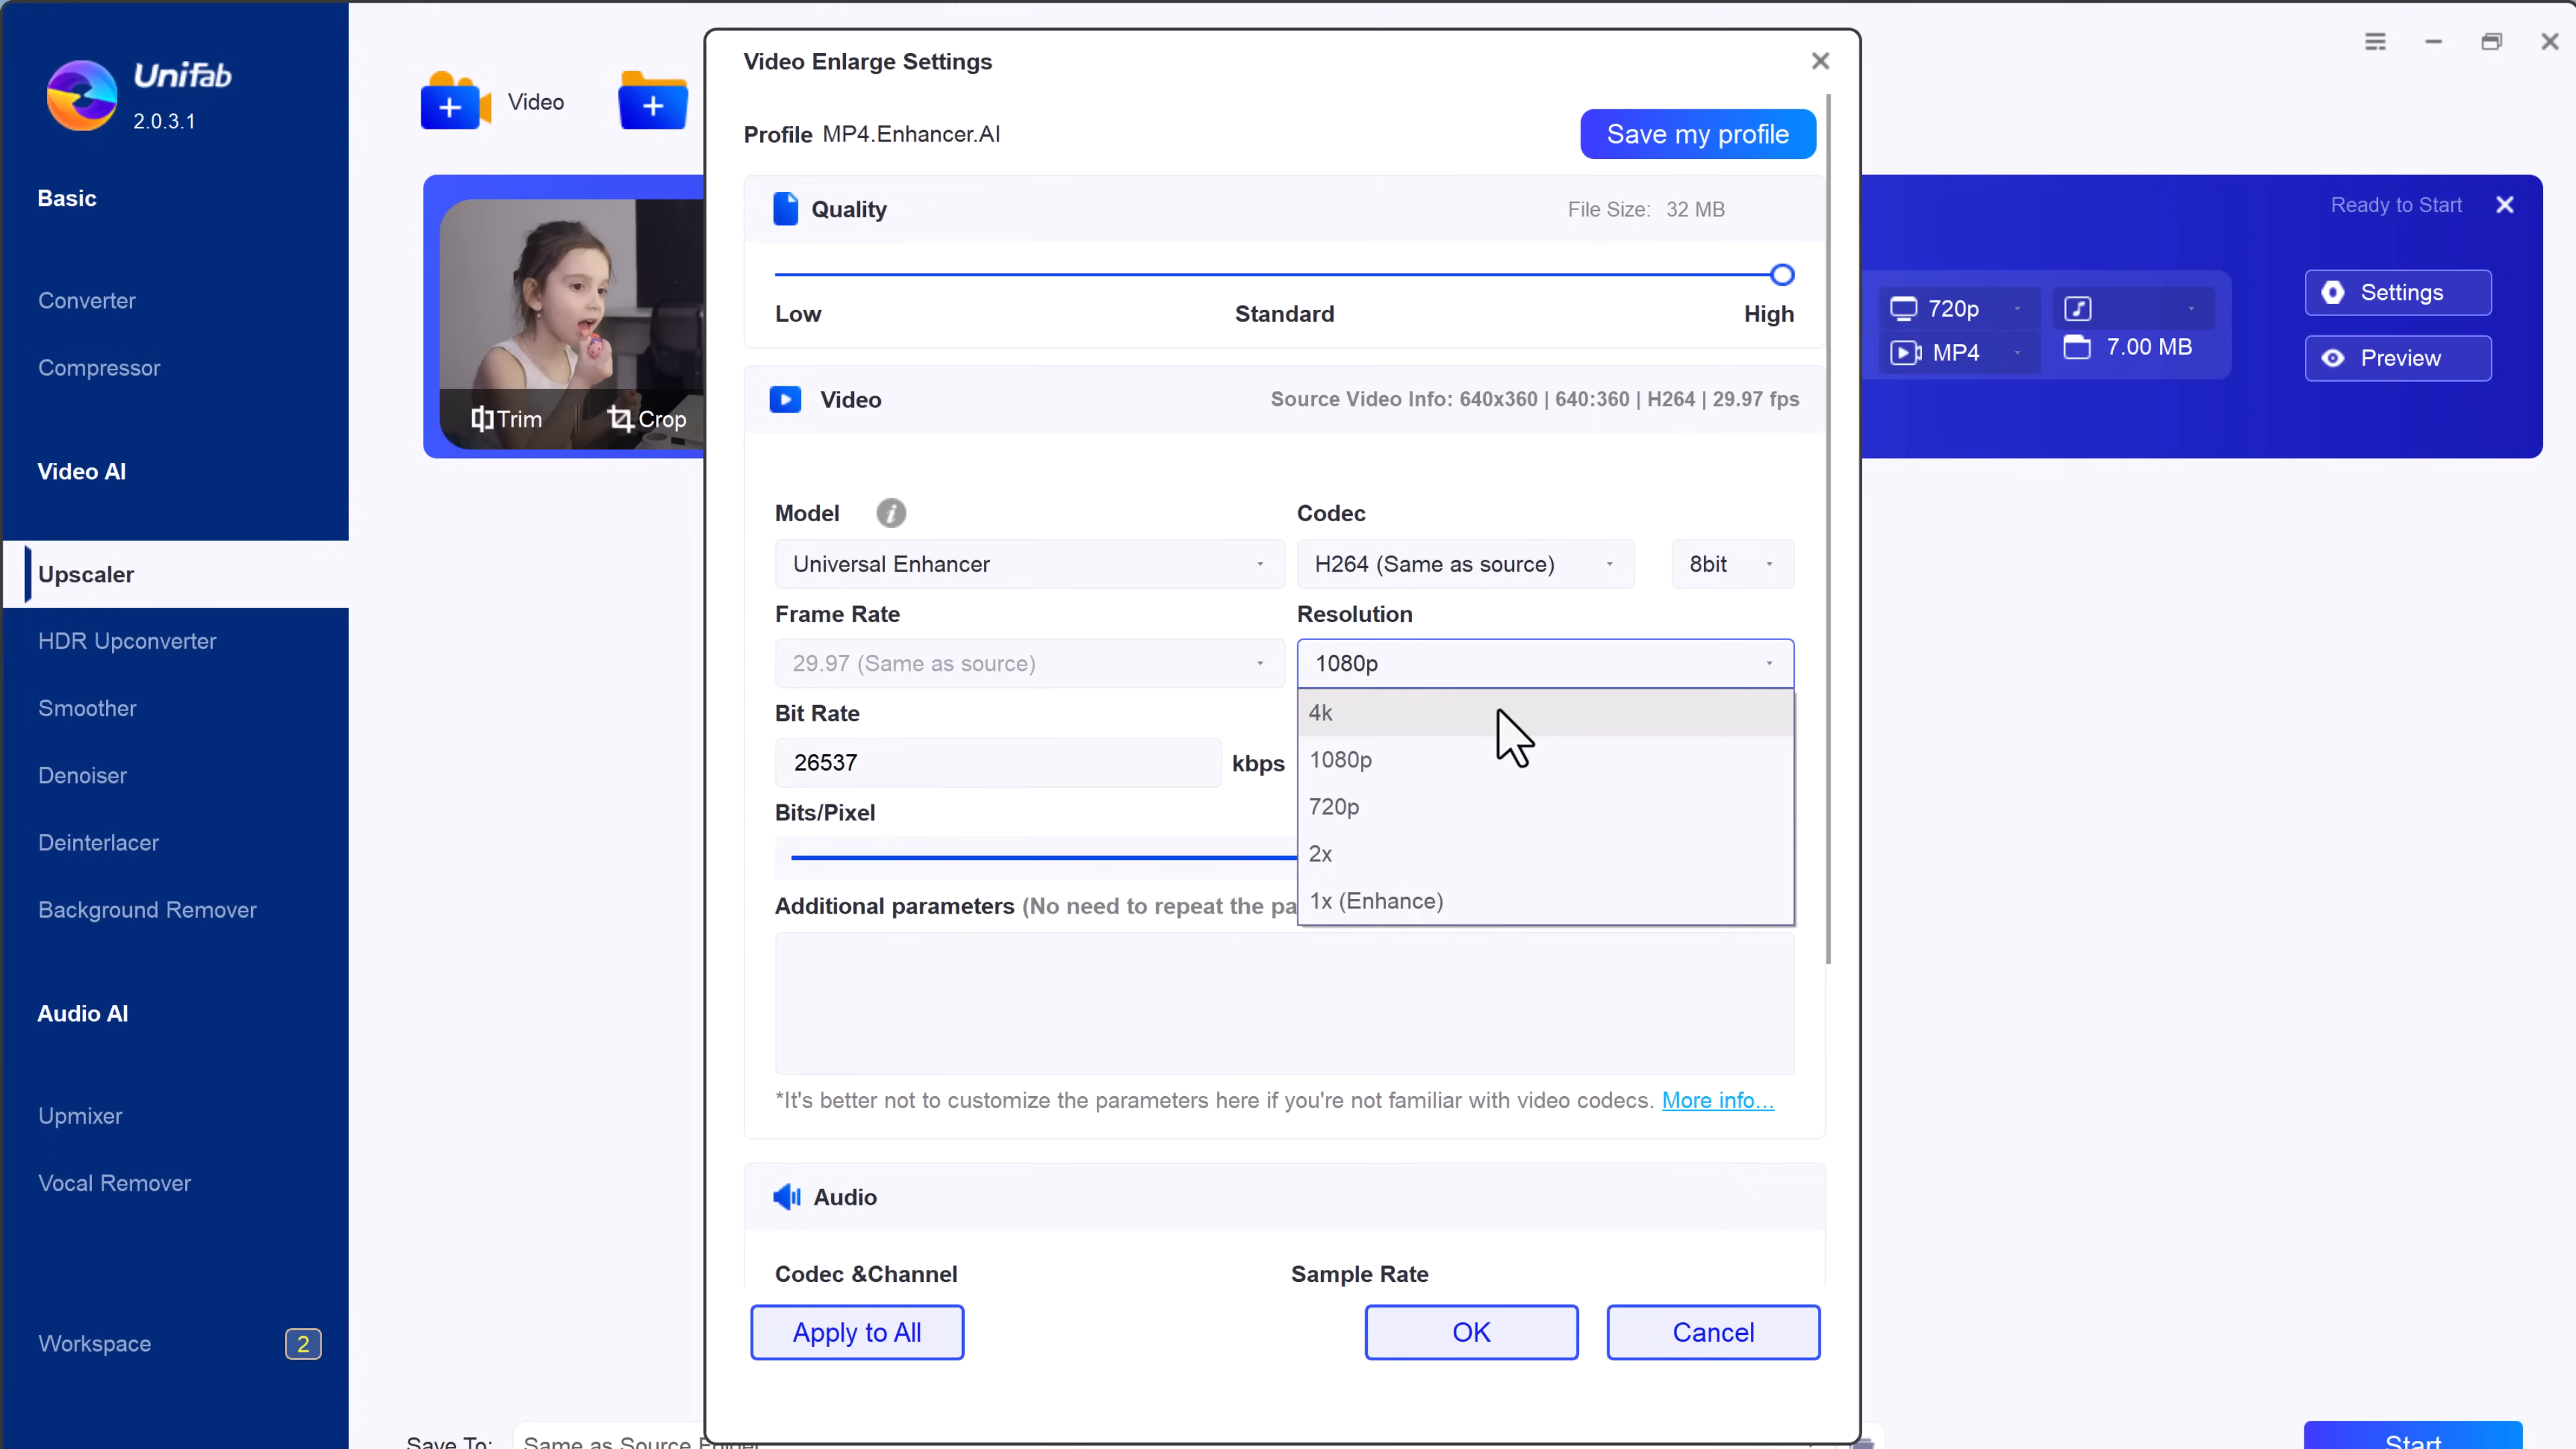 UniFab
2.0.3.1
Basic
Converter
Compressor
Video AI
Upscaler
HDR Upconverter
Smoother
Denoiser
Deinterlacer
Background Remover
Audio AI
Upmixer
Vocal Remover
Workspace 2
Video
Trim Crop
Video Enlarge Settings
Profile MP4.Enhancer.AI Save my profile
Quality File Size: 32 MB
Low Standard High
Video Source Video Info: 640x360 | 640:360 | H264 | 29.97 fps
Model Codec
Universal Enhancer H264 (Same as source) 8bit
Frame Rate Resolution
29.97 (Same as source) 1080p
4k
1080p
720p
2x
1x (Enhance)
Bit Rate
26537 kbps
Bits/Pixel
Additional parameters (No need to repeat the pa
*It's better not to customize the parameters here if you're not familiar with video codecs. More info...
Audio
Codec &Channel Sample Rate
Apply to All OK Cancel
Ready to Start
720p
MP4 7.00 MB
Settings
Preview
Save To: Same as Source Folder
Start